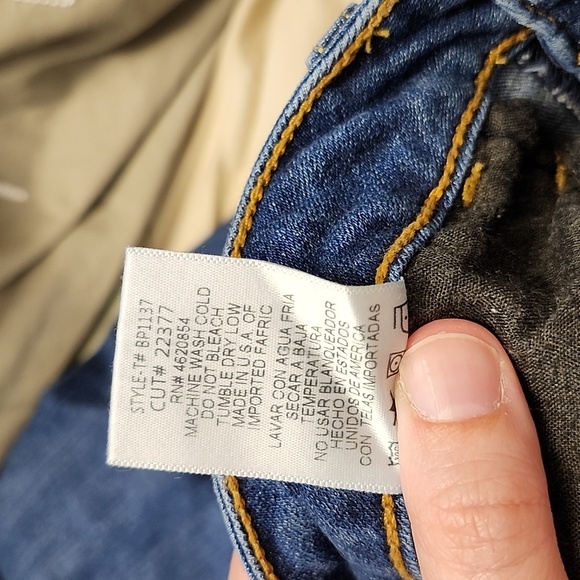 STYLE-T# BP1137
CUT# 22377
RN# 4620854
MACHINE WASH COLD
DO NOT BLEACH
TUMBLE DRY LOW
MADE IN U.S.A. OF
IMPORTED FABRIC
LAVAR CON AGUA FRIA
SECAR A BAJA
TEMPERATURA
NO USAR BLANQUEADOR
HECHO EN ESTADOS
UNIDOS DE AMERICA
CON TELAS IMPORTADAS